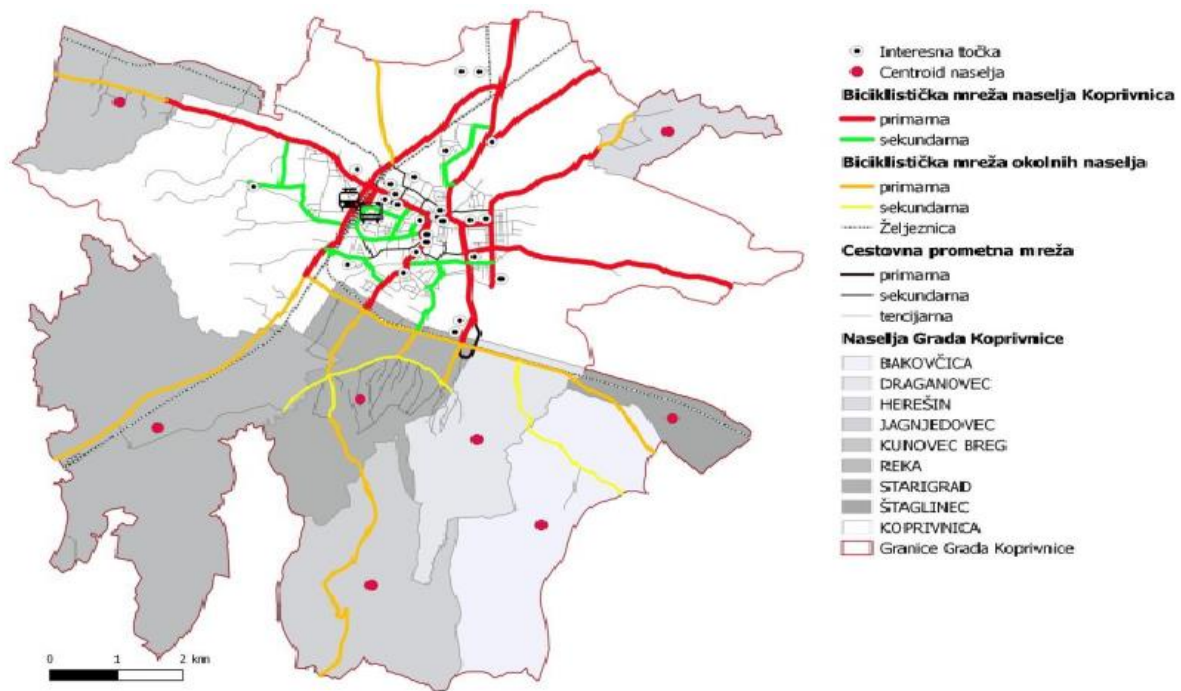 Interesna točka
Centroid naselja
Biciklistička mreža naselja Koprivnica
primarna
sekundarna
Biciklistička mreža okolnih naselja
primarna
sekundarna
Željeznica
Cestovna prometna mreža
primarna
sekundarna
tercijarna
Naselja Grada Koprivnice
BAKOVČICA
DRAGANOVEC
HEREŠIN
JAGNJEDOVEC
KUNOVEC BREG
REKA
STARIGRAD
ŠTAGLINEC
KOPRIVNICA
Granice Grada Koprivnice
0 1 2 km